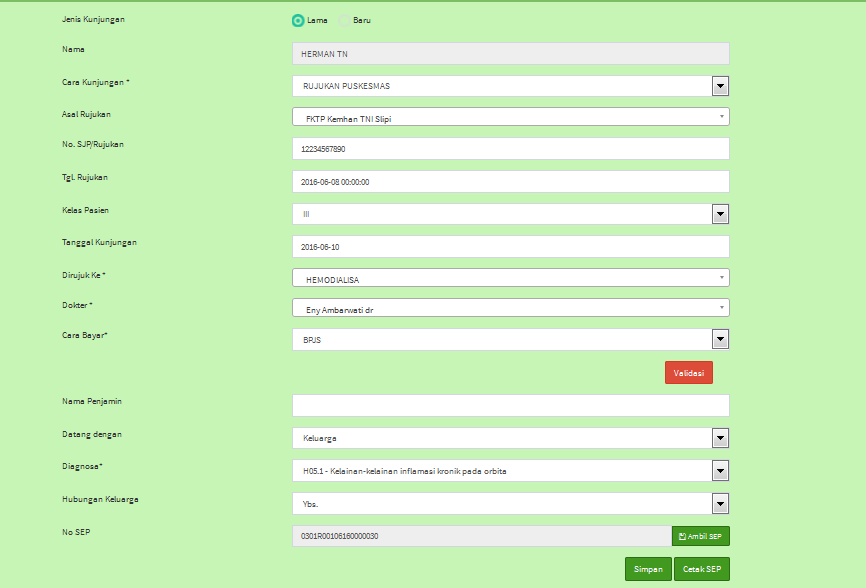 Jenis Kunjungan Lama Baru
Nama HERMAN TN
Cara Kunjungan * RUJUKAN PUSKESMAS
Asal Rujukan FKTP Kemhan TNI Slipi
No. SJP/Rujukan 12234567890
Tgl. Rujukan 2016-06-08 00:00:00
Kelas Pasien III
Tanggal Kunjungan 2016-06-10
Dirujuk Ke * HEMODIALISA
Dokter * Eny Ambarwati dr
Cara Bayar* BPJS
Validasi
Nama Penjamin
Datang dengan Keluarga
Diagnosa* H05.1 - Kelainan-kelainan inflamasi kronik pada orbita
Hubungan Keluarga Ybs.
No SEP 0301R00106160000030 Ambil SEP
Simpan Cetak SEP